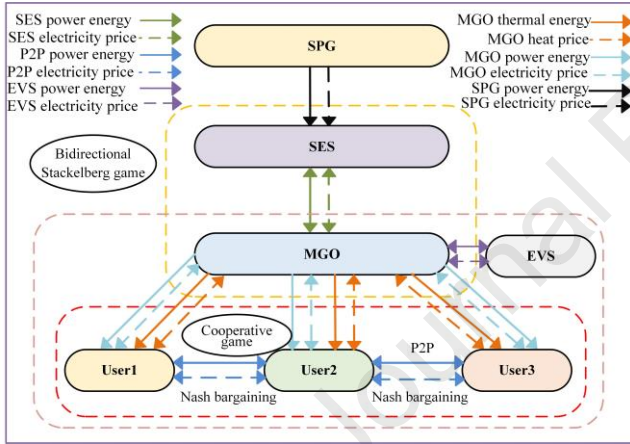 SES power energy
SES electricity price
P2P power energy
P2P electricity price
EVS power energy
EVS electricity price
MGO thermal energy
MGO heat price
MGO power energy
MGO electricity price
SPG power energy
SPG electricity price
SPG
SES
Bidirectional
Stackelberg game
MGO
EVS
Cooperative
game
P2P
User1
User2
User3
Nash bargaining
Nash bargaining
Journal